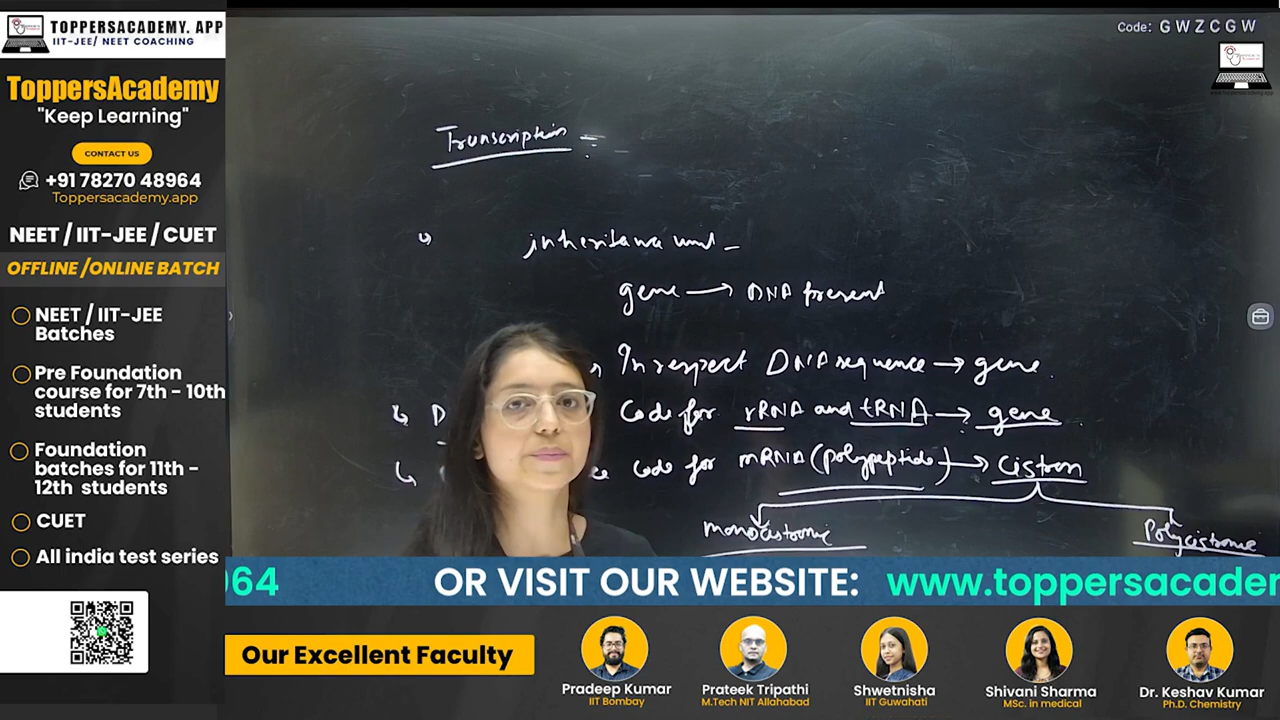 TOPPERSACADEMY. APP
IIT-JEE/ NEET COACHING
ToppersAcademy
"Keep Learning"
CONTACT US
+91 78270 48964
Toppersacademy.app
NEET / IIT-JEE / CUET
OFFLINE /ONLINE BATCH
NEET / IIT-JEE
Batches
Pre Foundation
course for 7th - 10th
students
Foundation
batches for 11th -
12th students
CUET
All india test series
Code: G W Z C G W
Transcription :-
inheritance unit -
gene → DNA present
In respect DNA sequence → gene
D
Code for rRNA and tRNA → gene
Code for mRNA (polypeptide) → Cistron
Monocistronic
Polycistronic
964
OR VISIT OUR WEBSITE:
www.toppersacadem
Our Excellent Faculty
Pradeep Kumar
IIT Bombay
Prateek Tripathi
M.Tech NIT Allahabad
Shwetnisha
IIT Guwahati
Shivani Sharma
MSc. in medical
Dr. Keshav Kumar
Ph.D. Chemistry